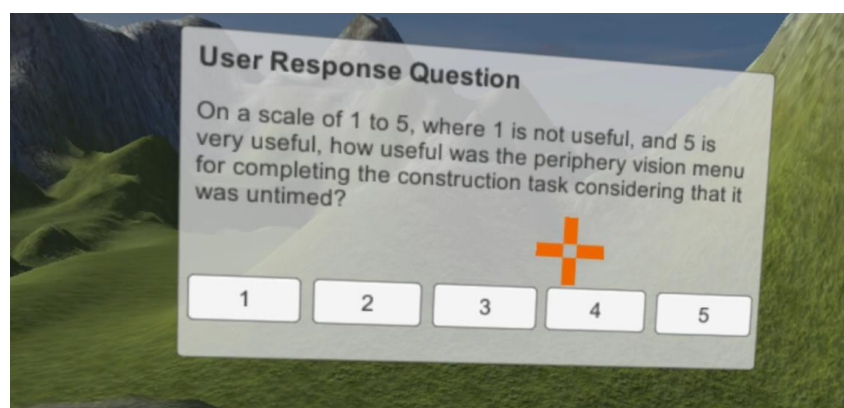 User Response Question
On a scale of 1 to 5, where 1 is not useful, and 5 is
very useful, how useful was the periphery vision menu
for completing the construction task considering that it
was untimed?
1 2 3 4 5